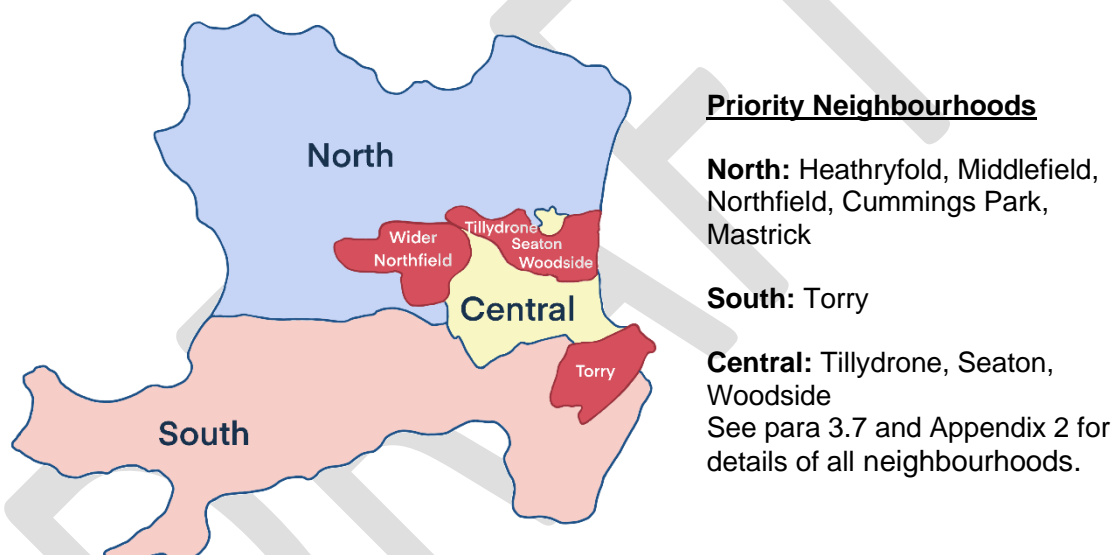 North
Wider
Northfield
Tillydrone
Seaton
Woodside
Central
Torry
South
Priority Neighbourhoods
North: Heathryfold, Middlefield,
Northfield, Cummings Park,
Mastrick
South: Torry
Central: Tillydrone, Seaton,
Woodside
See para 3.7 and Appendix 2 for
details of all neighbourhoods.